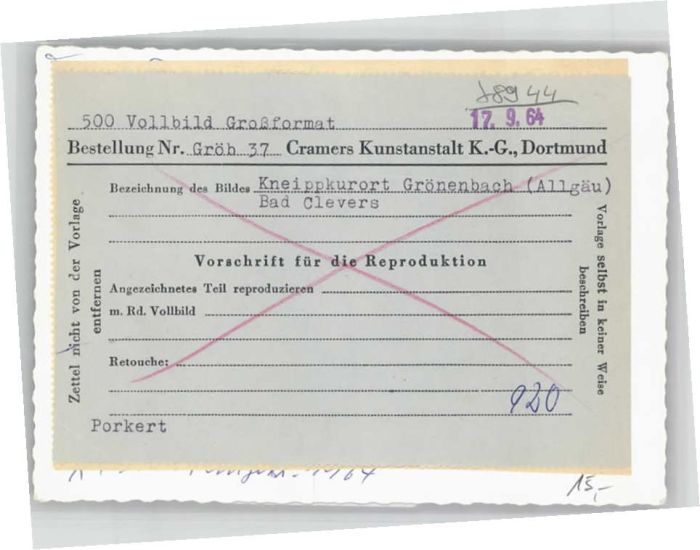 500 Vollbild Großformat
17. 9. 64
Bestellung Nr. Gröh 37 Cramers Kunstanstalt K.-G., Dortmund
Bezeichnung des Bildes Kneippkurort Grönenbach (Allgäu)
Bad Clevers
Vorschrift für die Reproduktion
Angezeichneten Teil reproduzieren
m. Rd. Vollbild
Retouche:
920
Porkert
Zettel nicht von der Vorlage
entfernen
Vorlage selbst in keiner Weise
beschreiben
15,-